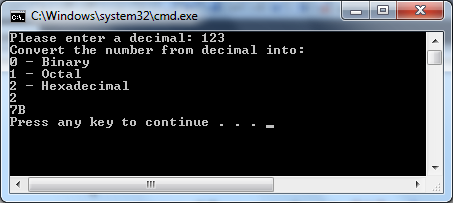 C:\Windows\system32\cmd.exe
Please enter a decimal: 123
Convert the number from decimal into:
0 - Binary
1 - Octal
2 - Hexadecimal
2
7B
Press any key to continue . . . _